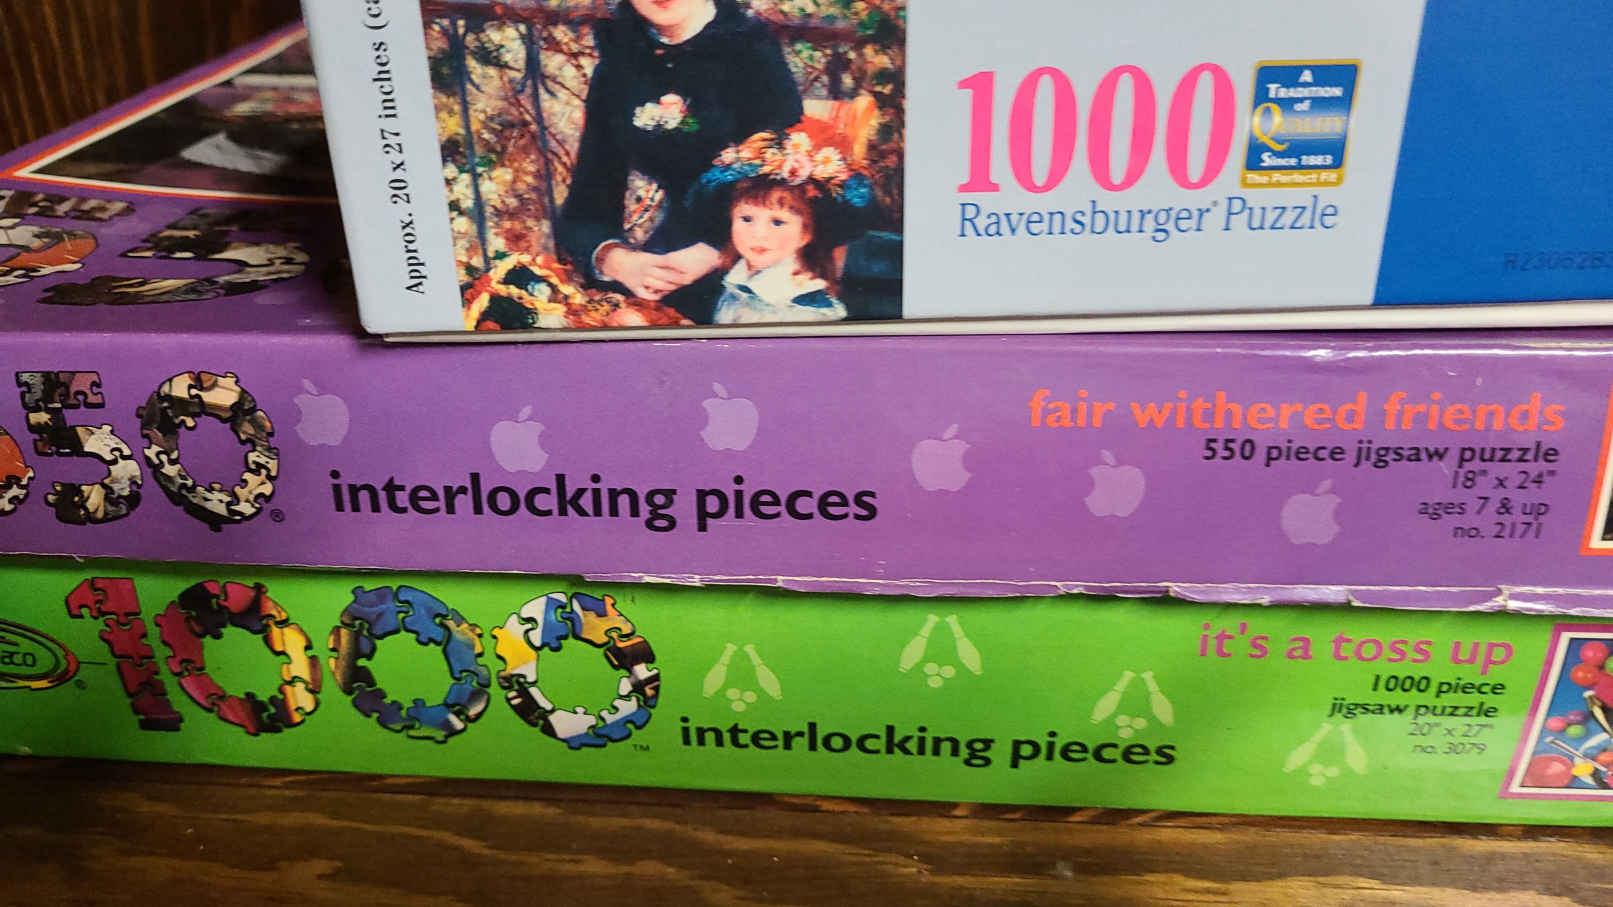 Approx. 20 x 27 inches
1000
A
TRADITION
of
QUALITY
Since 1883
The Perfect Fit
Ravensburger® Puzzle
550® interlocking pieces
fair withered friends
550 piece jigsaw puzzle
18" x 24"
ages 7 & up
no. 2171
1000™ interlocking pieces
it's a toss up
1000 piece
jigsaw puzzle
20" x 27"
no. 3079